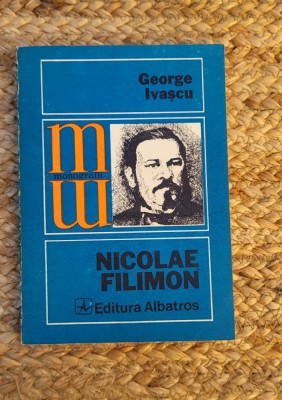 George
Ivașcu
m
monografii
m
NICOLAE
FILIMON
Editura Albatros